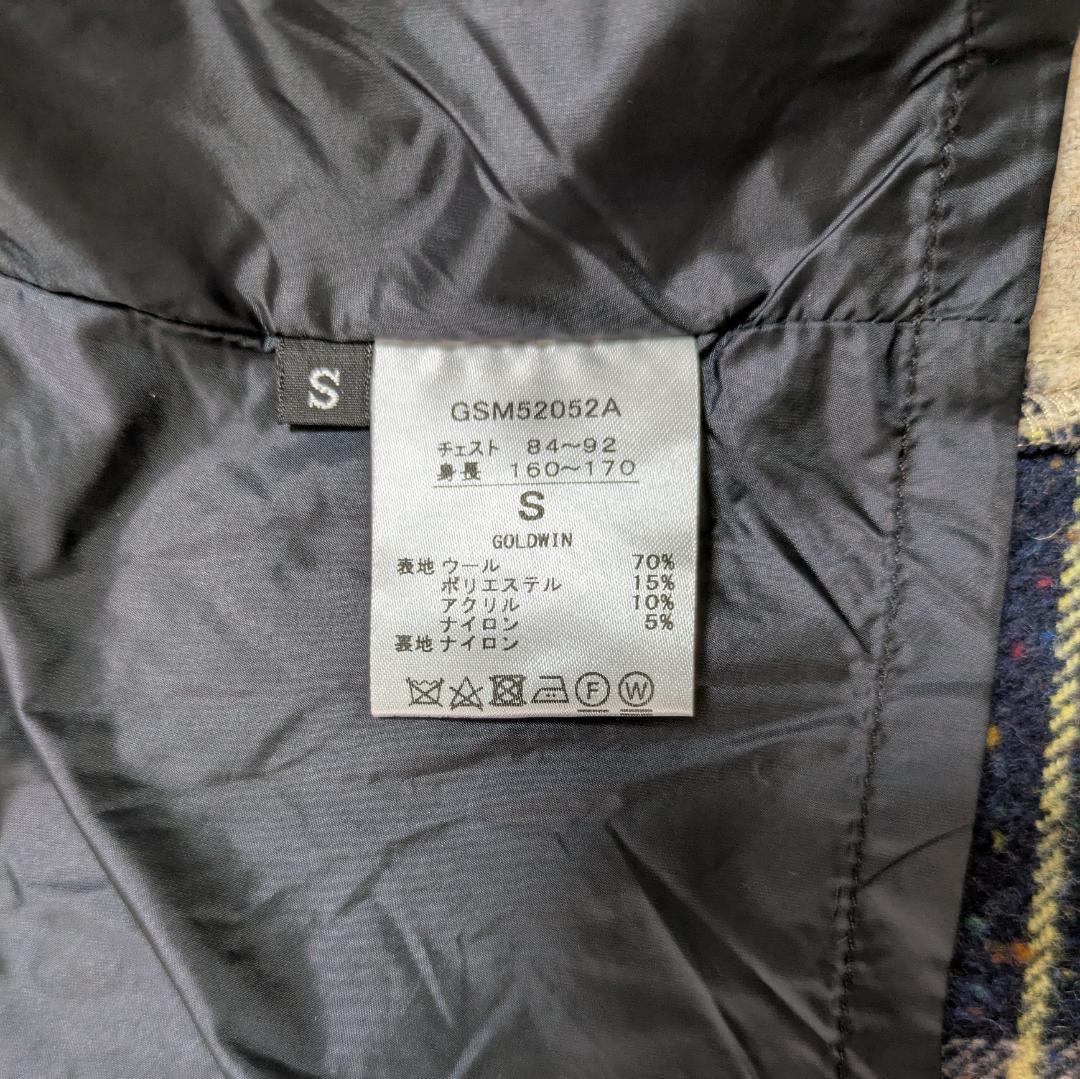 S
GSM52052A
チェスト 84～92
身長 160～170
S
GOLDWIN
表地 ウール 70%
ポリエステル 15%
アクリル 10%
ナイロン 5%
裏地 ナイロン
F W